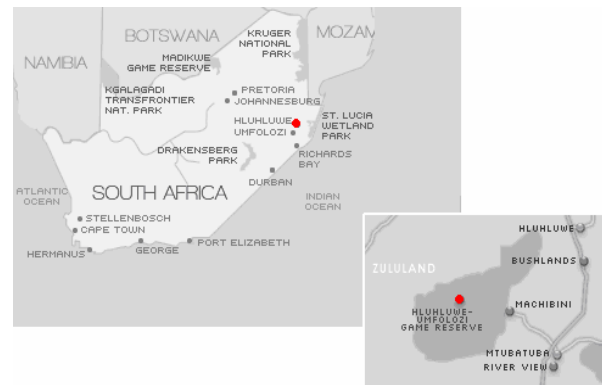 BOTSWANA
KRUGER
NATIONAL
PARK
MOZAM
NAMIBIA
MADIKWE
GAME RESERVE
KGALAGADI
TRANSFRONTIER
NAT. PARK
PRETORIA
JOHANNESBURG
HLUHLUWE
UMFOLOZI
ST. LUCIA
WETLAND
PARK
DRAKENSBERG
PARK
RICHARDS
BAY
DURBAN
ATLANTIC
OCEAN
SOUTH AFRICA
INDIAN
OCEAN
STELLENBOSCH
CAPE TOWN
HERMANUS
GEORGE
PORT ELIZABETH
HLUHLUWE
BUSHLANDS
ZULULAND
HLUHLUWE-
UMFOLOZI
GAME RESERVE
MACHIBINI
MTUBATUBA
RIVER VIEW